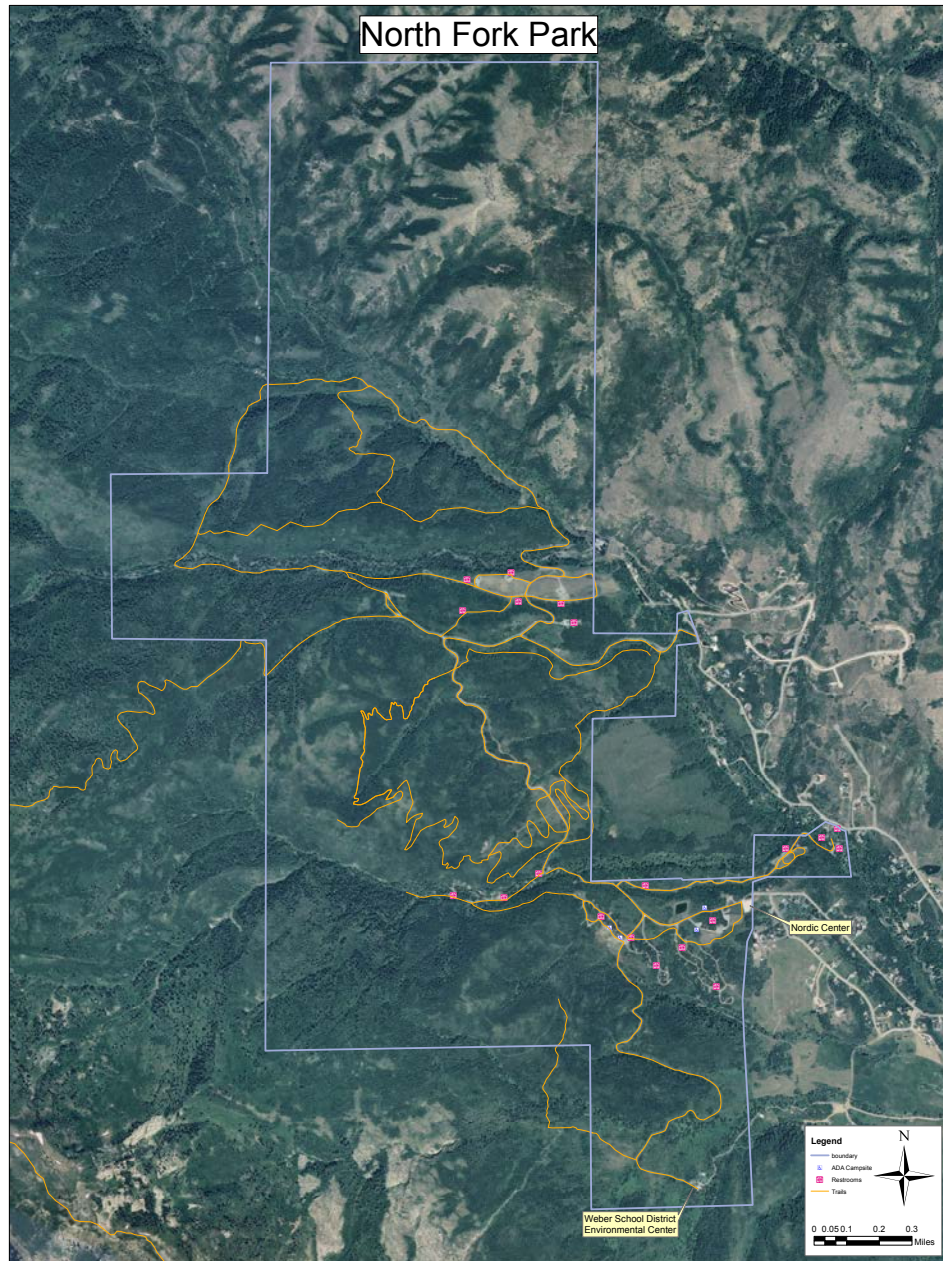 North Fork Park
Nordic Center
Weber School District
Environmental Center
Legend
boundary
ADA Campsite
Restrooms
Trails
N
0 0.05 0.1 0.2 0.3
Miles